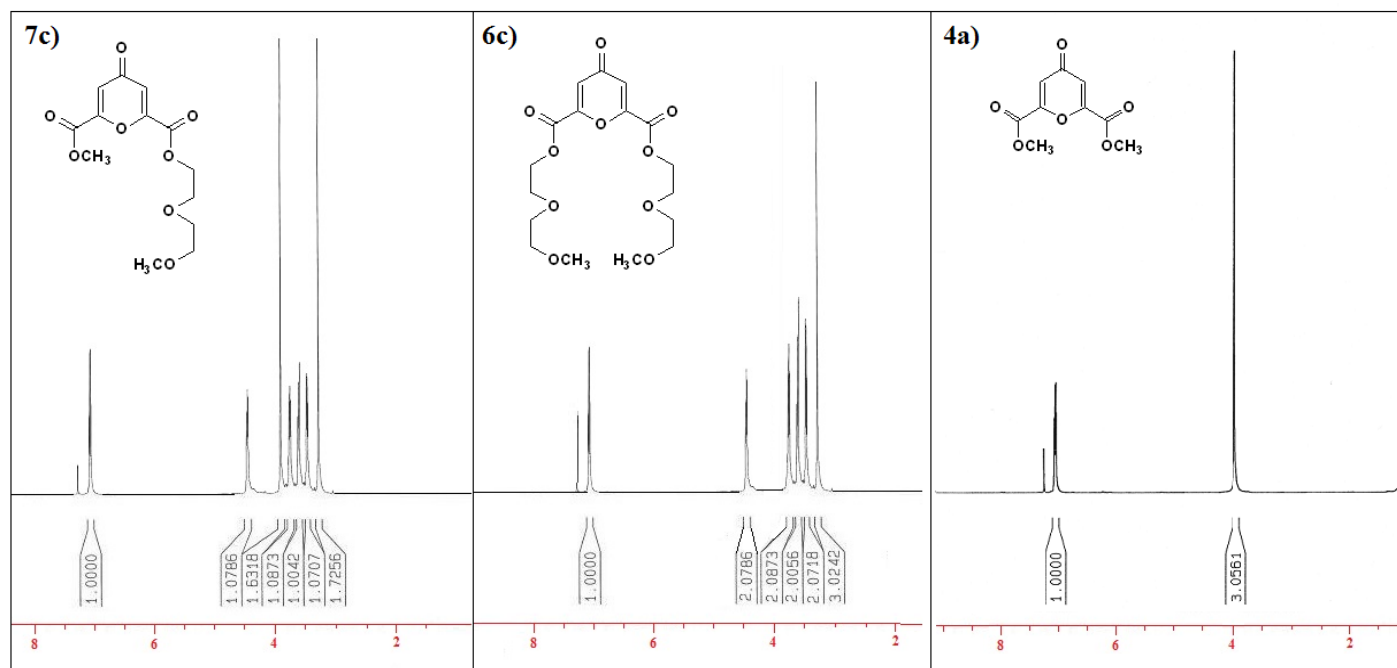 7c)
O
O
O
O
OCH3
O
O
H3CO
1.0000
1.0786
1.6318
1.0873
1.0042
1.0707
1.7256
8
6
4
2
6c)
O
O
O
O
O
O
O
O
OCH3
H3CO
1.0000
2.0786
2.0873
2.0056
2.0718
3.0242
8
6
4
2
4a)
O
O
O
O
OCH3
OCH3
1.0000
3.0561
8
6
4
2